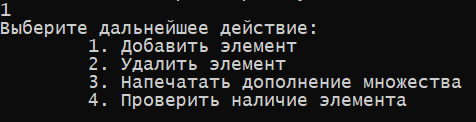 1
Выберите дальнейшее действие:
1. Добавить элемент
2. Удалить элемент
3. Напечатать дополнение множества
4. Проверить наличие элемента